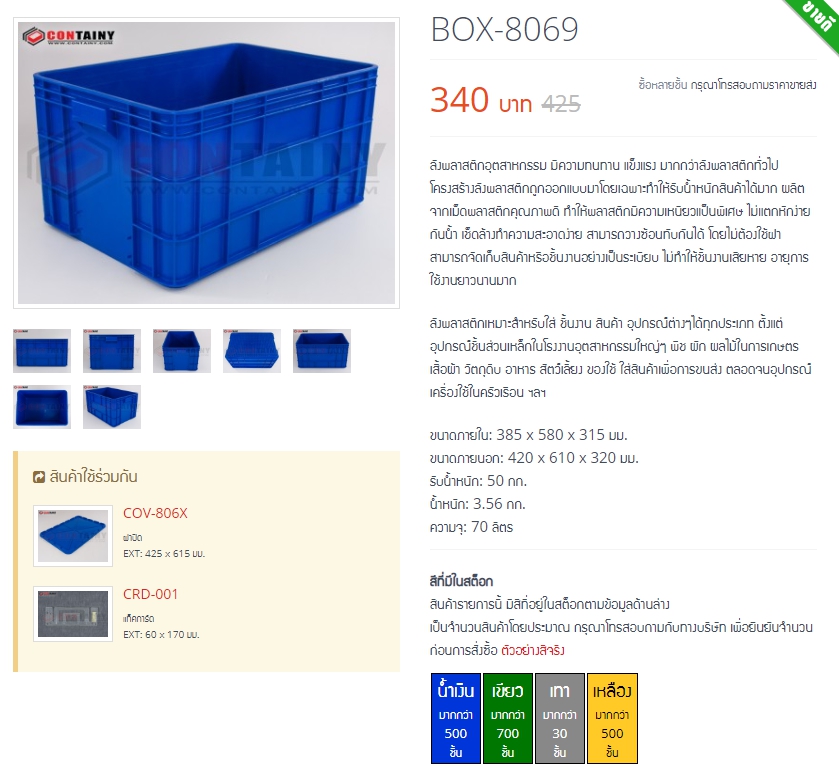 CONTAINY
WWW.CONTAINY.COM
CONTAINY
WWW.CONTAINY.COM
ขายดี
BOX-8069
340 บาท 425
ซื้อหลายชิ้น กรุณาโทรสอบถามราคาขายส่ง
ลังพลาสติกอุตสาหกรรม มีความทนทาน แข็งแรง มากกว่าลังพลาสติกทั่วไป
โครงสร้างลังพลาสติกถูกออกแบบมาโดยเฉพาะทำให้รับน้ำหนักสินค้าได้มาก ผลิต
จากเม็ดพลาสติกคุณภาพดี ทำให้พลาสติกมีความเหนียวแน่นพิเศษ ไม่แตกหักง่าย
กันน้ำ เช็ดล้างทำความสะอาดง่าย สามารถวางซ้อนทับกันได้ โดยไม่ต้องใช้ฝา
สามารถจัดเก็บสินค้าหรือชิ้นงานอย่างเป็นระเบียบ ไม่ทำให้ชิ้นงานเสียหาย อายุการ
ใช้งานยาวนานมาก
ลังพลาสติกเหมาะสำหรับใส่ ชิ้นงาน สินค้า อุปกรณ์ต่างๆได้ทุกประเภท ตั้งแต่
อุปกรณ์ชิ้นส่วนเหล็กในโรงงานอุตสาหกรรมใหญ่ๆ พืช ผัก ผลไม้ในการเกษตร
เสื้อผ้า วัตถุดิบ อาหาร สัตว์เลี้ยง ของใช้ ใส่สินค้าเพื่อการขนส่ง ตลอดจนอุปกรณ์
เครื่องใช้ในครัวเรือน ฯลฯ
ขนาดภายใน: 385 x 580 x 315 มม.
ขนาดภายนอก: 420 x 610 x 320 มม.
รับน้ำหนัก: 50 กก.
น้ำหนัก: 3.56 กก.
ความจุ: 70 ลิตร
สินค้าใช้ร่วมกัน
COV-806X
ฝาปิด
EXT: 425 x 615 มม.
CRD-001
แท็คการ์ด
EXT: 60 x 170 มม.
สีที่มีในสต็อก
สินค้ารายการนี้ มีสีที่อยู่ในสต็อกตามข้อมูลด้านล่าง
เป็นจำนวนสินค้าโดยประมาณ กรุณาโทรสอบถามกับทางบริษัท เพื่อยืนยันจำนวน
ก่อนการสั่งซื้อ ตัวอย่างสีจริง
น้ำเงิน เขียว เทา เหลือง
มากกว่า มากกว่า มากกว่า มากกว่า
500 700 30 500
ชิ้น ชิ้น ชิ้น ชิ้น